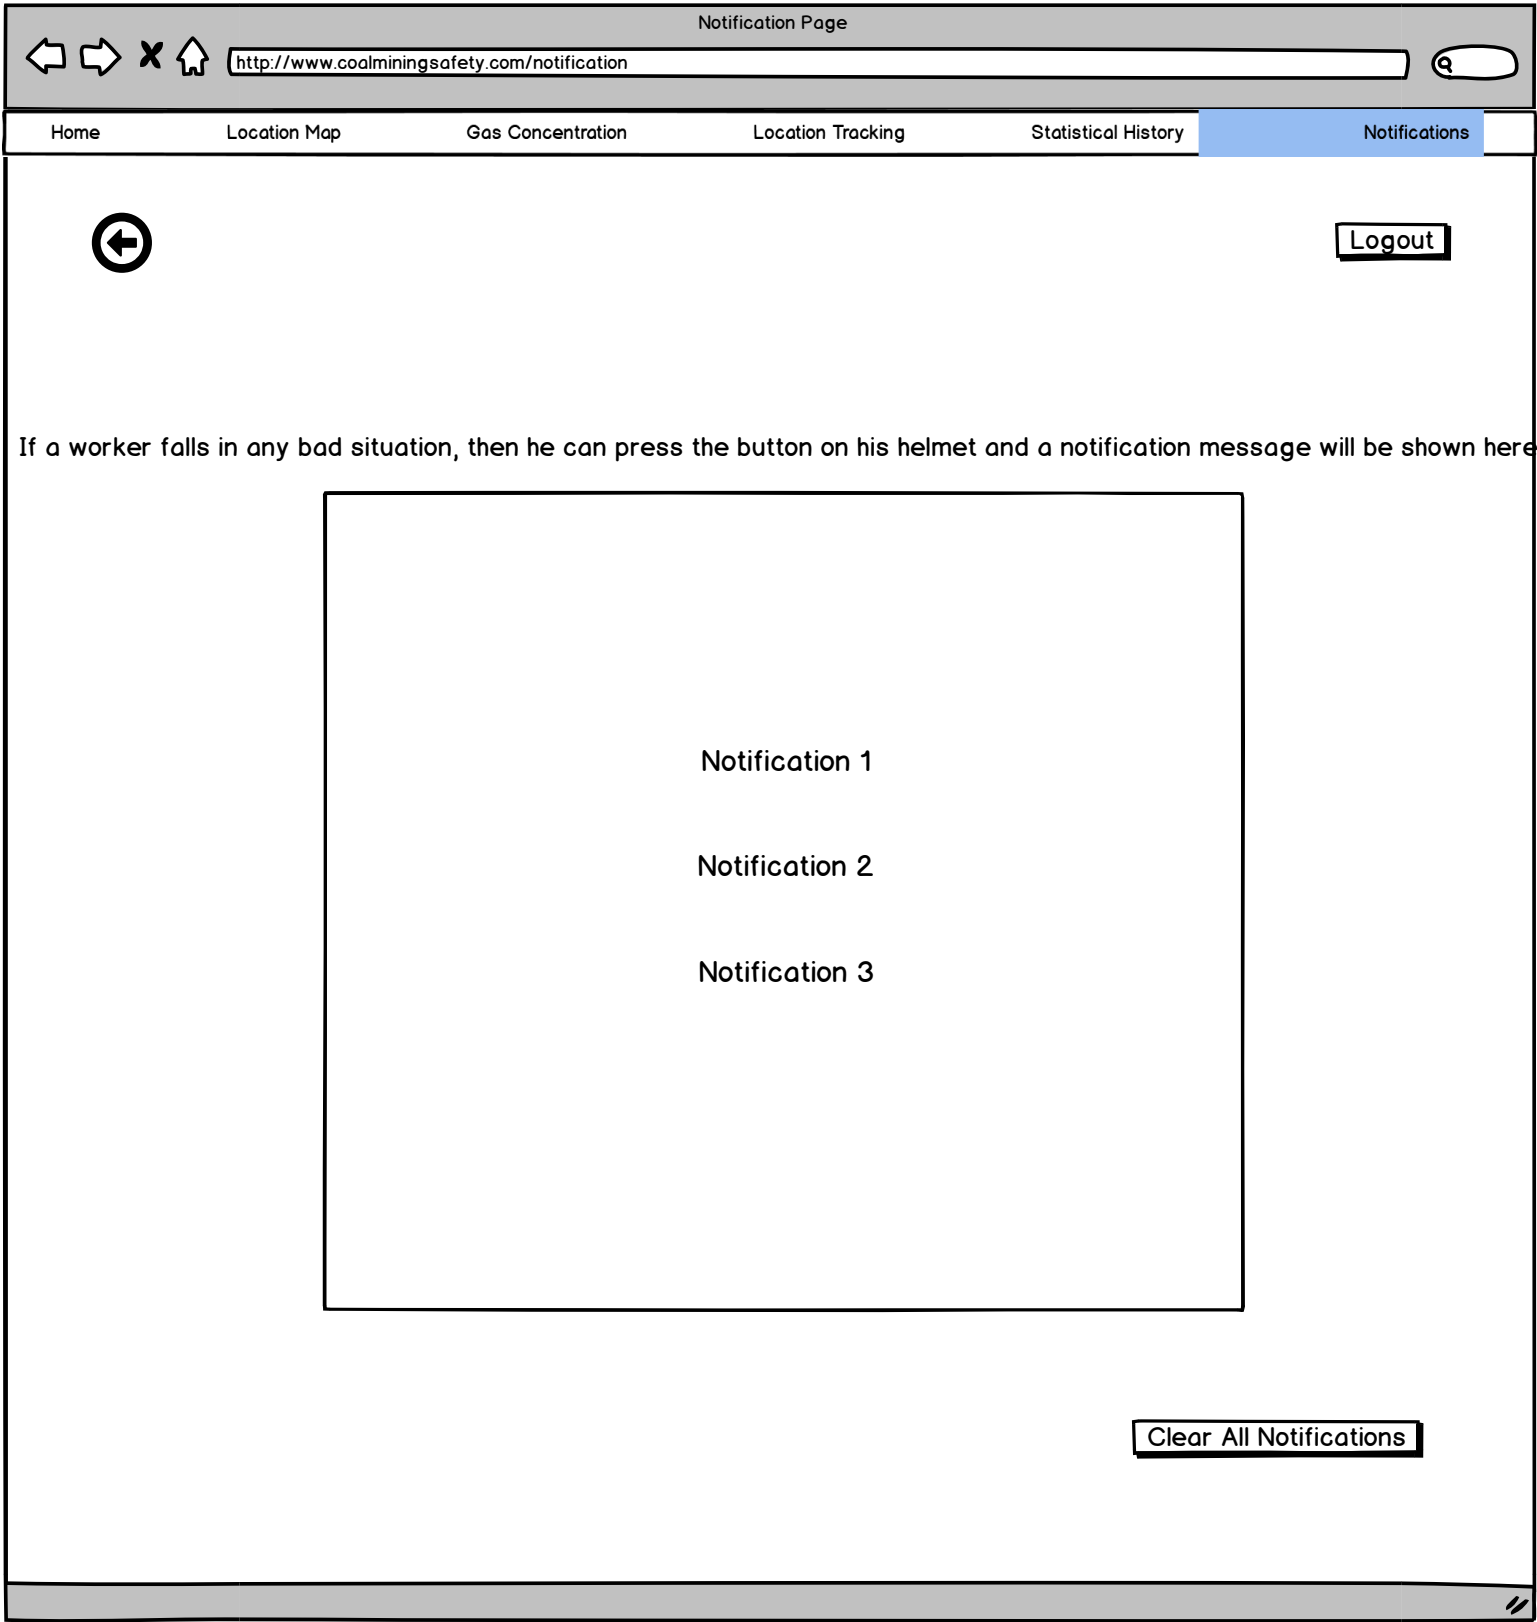 Notification Page
http://www.coalminingsafety.com/notification
Home Location Map Gas Concentration Location Tracking Statistical History Notifications
Logout
If a worker falls in any bad situation, then he can press the button on his helmet and a notification message will be shown here
Notification 1
Notification 2
Notification 3
Clear All Notifications